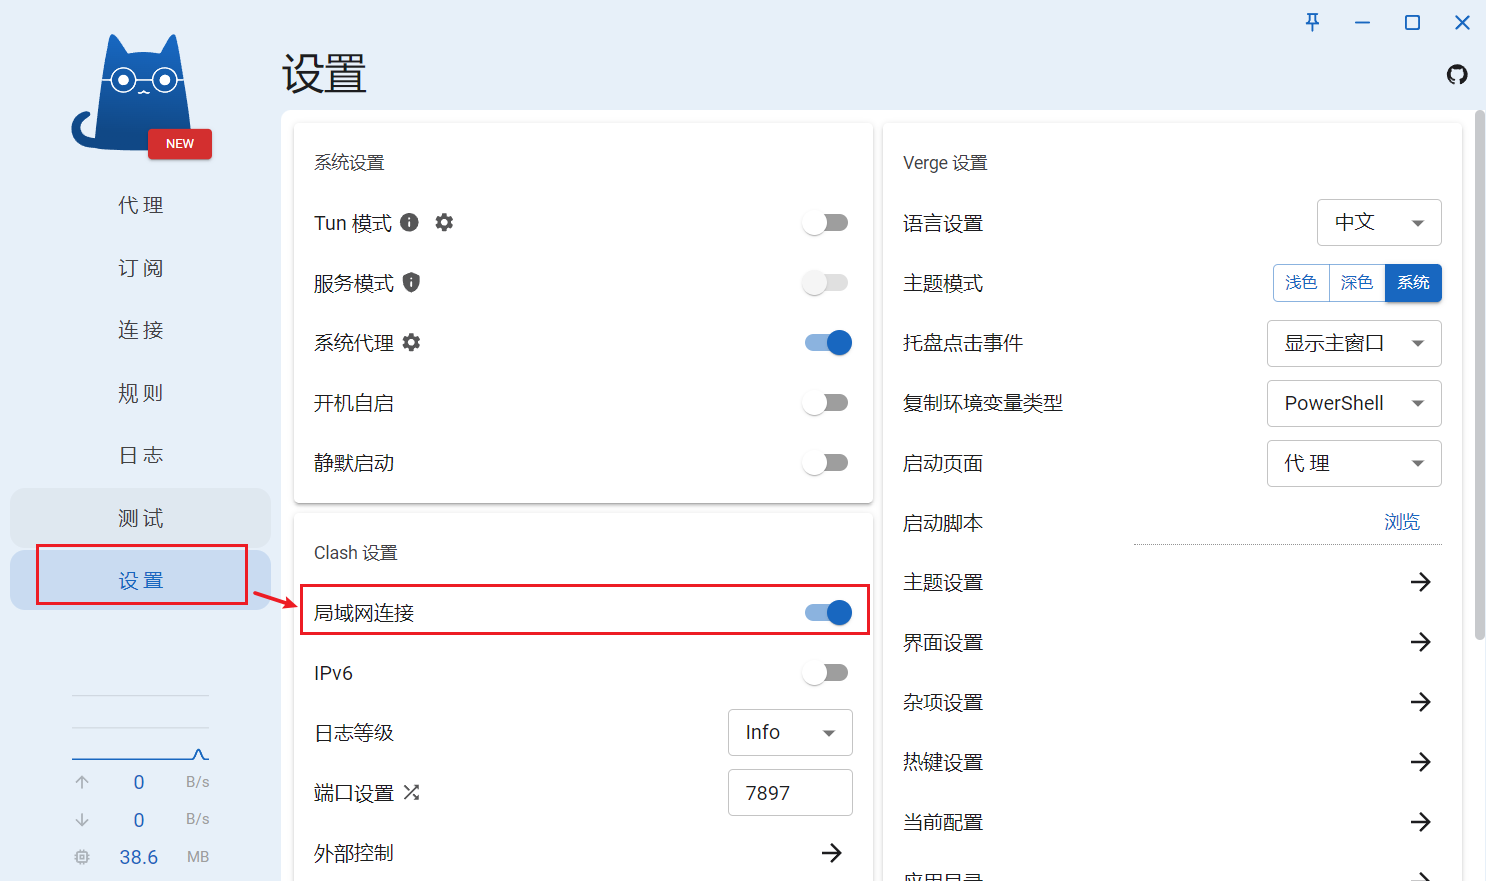 设置
NEW
代 理
订 阅
连 接
规 则
日 志
测 试
设 置
0 B/s
0 B/s
38.6 MB
系统设置
Tun 模式
服务模式
系统代理
开机自启
静默启动
Clash 设置
局域网连接
IPv6
日志等级 Info
端口设置 7897
外部控制
Verge 设置
语言设置 中文
主题模式 浅色 深色 系统
托盘点击事件 显示主窗口
复制环境变量类型 PowerShell
启动页面 代 理
启动脚本 浏览
主题设置
界面设置
杂项设置
热键设置
当前配置